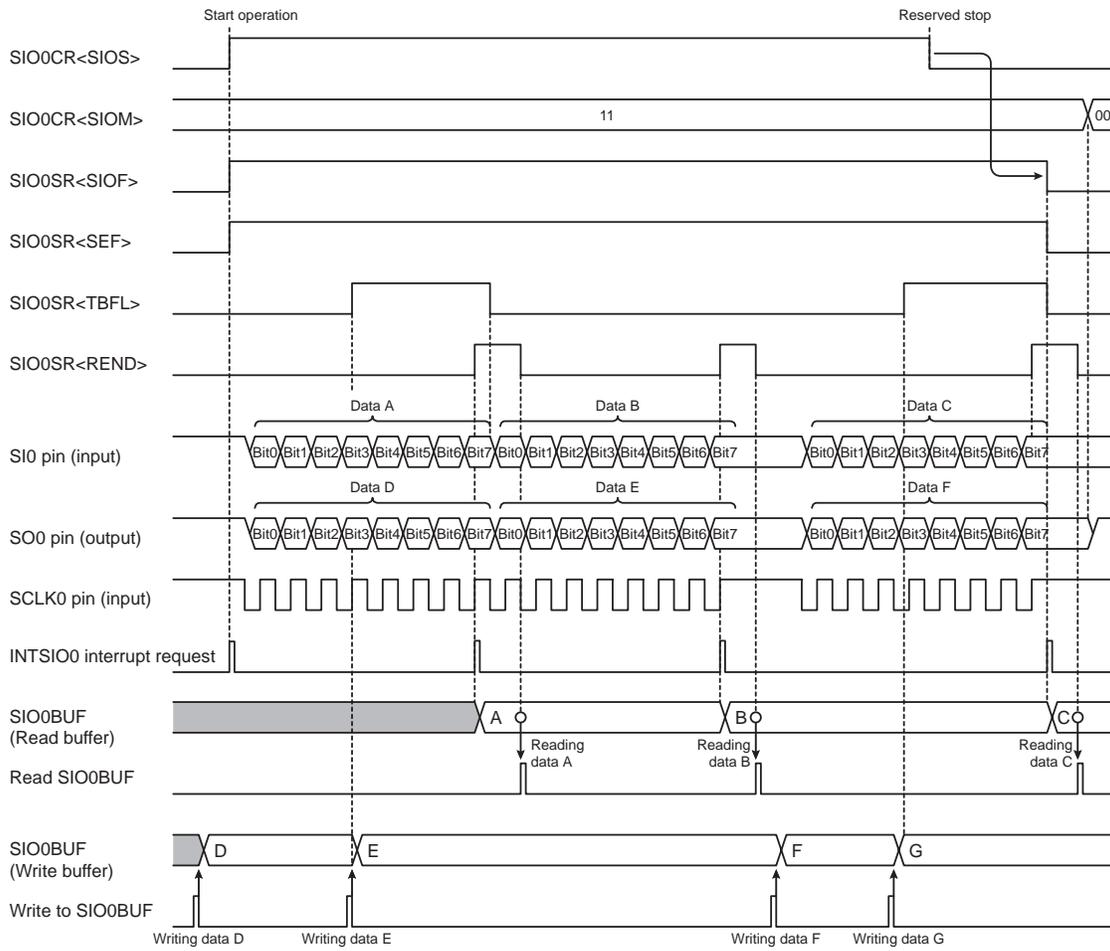 Start operation
Reserved stop
SIO0CR<SIOS>
SIO0CR<SIOM>
11
00
SIO0SR<SIOF>
SIO0SR<SEF>
SIO0SR<TBFL>
SIO0SR<REND>
Data A
Data B
Data C
SI0 pin (input)
Bit0 Bit1 Bit2 Bit3 Bit4 Bit5 Bit6 Bit7 Bit0 Bit1 Bit2 Bit3 Bit4 Bit5 Bit6 Bit7 Bit0 Bit1 Bit2 Bit3 Bit4 Bit5 Bit6 Bit7
Data D
Data E
Data F
SO0 pin (output)
Bit0 Bit1 Bit2 Bit3 Bit4 Bit5 Bit6 Bit7 Bit0 Bit1 Bit2 Bit3 Bit4 Bit5 Bit6 Bit7 Bit0 Bit1 Bit2 Bit3 Bit4 Bit5 Bit6 Bit7
SCLK0 pin (input)
INTSIO0 interrupt request
SIO0BUF
(Read buffer)
A
B
C
Reading
data A
Reading
data B
Reading
data C
Read SIO0BUF
SIO0BUF
(Write buffer)
D
E
F
G
Write to SIO0BUF
Writing data D
Writing data E
Writing data F
Writing data G